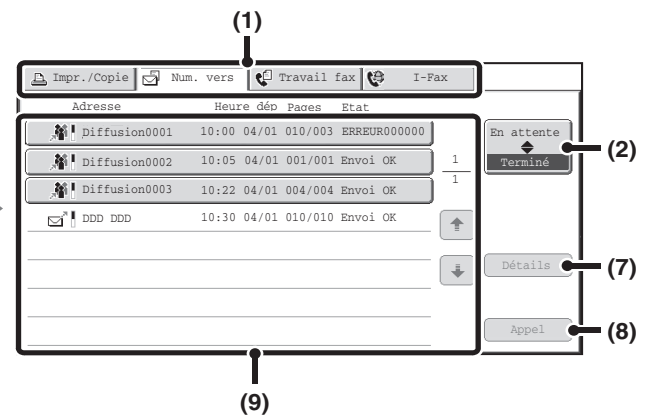 (1)
Impr./Copie Num. vers Travail fax I-Fax
Adresse Heure dép Pages Etat
Diffusion0001 10:00 04/01 010/003 ERREUR000000
Diffusion0002 10:05 04/01 001/001 Envoi OK
Diffusion0003 10:22 04/01 004/004 Envoi OK
DDD DDD 10:30 04/01 010/010 Envoi OK
1
1
En attente
Terminé
(2)
Détails
(7)
Appel
(8)
(9)